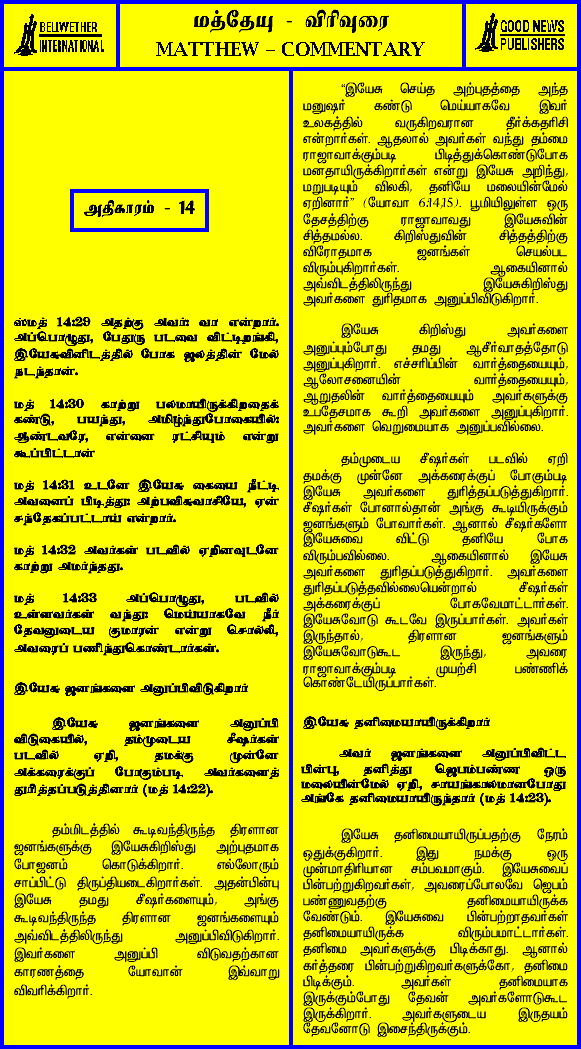 BELIWETHER
INTERNATIONAL
மத்தேயு - விரிவுரை
MATTHEW – COMMENTARY
GOOD NEWS
PUBLISHERS
அதிகாரம் - 14
ஸ்மத் 14:29 அதற்கு அவர்: வா என்றார்.
அப்பொழுது, பேதுரு படவை விட்டிறங்கி,
இயேசுவினிடத்தில் போக ஜலத்தின் மேல்
நடந்தான்.
மத் 14:30 காற்று பலமாயிருக்கிறதைக்
கண்டு, பயந்து, அமிழ்ந்துபோகையில்:
ஆண்டவரே, என்னை ரட்சியும் என்று
கூப்பிட்டான்
மத் 14:31 உடனே இயேசு கையை நீட்டி
அவனைப் பிடித்து: அற்பவிசுவாசியே, ஏன்
சந்தேகப்பட்டாய் என்றார்.
மத் 14:32 அவர்கள் படவில் ஏறினவுடனே
காற்று அமர்ந்தது.
மத் 14:33 அப்பொழுது, படவில்
உள்ளவர்கள் வந்து: மெய்யாகவே நீர்
தேவனுடைய குமாரன் என்று சொல்லி,
அவரைப் பணிந்துகொண்டார்கள்.
இயேசு ஜனங்களை அனுப்பிவிடுகிறார்
இயேசு ஜனங்களை அனுப்பி
விடுகையில், தம்முடைய சீஷர்கள்
படவில் ஏறி, தமக்கு முன்னே
அக்கரைக்குப் போகும்படி அவர்களைத்
துரிதப்படுத்தினார் (மத் 14:22).
தம்மிடத்தில் கூடிவந்திருந்த திரளான
ஜனங்களுக்கு இயேசுகிறிஸ்து அற்புதமாக
போஜனம் கொடுக்கிறார். எல்லோரும்
சாப்பிட்டு திருப்தியடைகிறார்கள். அதன்பின்பு
இயேசு தமது சீஷர்களையும், அங்கு
கூடிவந்திருந்த திரளான ஜனங்களையும்
அவ்விடத்திலிருந்து அனுப்பிவிடுகிறார்.
இவர்களை அனுப்பி விடுவதற்கான
காரணத்தை யோவான் இவ்வாறு
விவரிக்கிறார்.
“இயேசு செய்த அற்புதத்தை அந்த
மனுஷர் கண்டு மெய்யாகவே இவர்
உலகத்தில் வருகிறவரான தீர்க்கதரிசி
என்றார்கள். ஆதலால் அவர்கள் வந்து தம்மை
ராஜாவாக்கும்படி பிடித்துக்கொண்டுபோக
மனதாயிருக்கிறார்கள் என்று இயேசு அறிந்து,
மறுபடியும் விலகி, தனியே மலையின்மேல்
ஏறினார்” (யோவா 6:14,15). பூமியிலுள்ள ஒரு
தேசத்திற்கு ராஜாவாவது இயேசுவின்
சித்தமல்ல. கிறிஸ்துவின் சித்தத்திற்கு
விரோதமாக ஜனங்கள் செயல்பட
விரும்புகிறார்கள். ஆகையினால்
அவ்விடத்திலிருந்து இயேசுகிறிஸ்து
அவர்களை துரிதமாக அனுப்பிவிடுகிறார்.
இயேசு கிறிஸ்து அவர்களை
அனுப்பும்போது தமது ஆசீர்வாதத்தோடு
அனுப்புகிறார். எச்சரிப்பின் வார்த்தையையும்,
ஆலோசனையின் வார்த்தையையும்,
ஆறுதலின் வார்த்தையையும் அவர்களுக்கு
உபதேசமாக கூறி அவர்களை அனுப்புகிறார்.
அவர்களை வெறுமையாக அனுப்பவில்லை.
தம்முடைய சீஷர்கள் படவில் ஏறி
தமக்கு முன்னே அக்கரைக்குப் போகும்படி
இயேசு அவர்களை துரிதப்படுத்துகிறார்.
சீஷர்கள் போனால்தான் அங்கு கூடியிருக்கும்
ஜனங்களும் போவார்கள். ஆனால் சீஷர்களோ
இயேசுவை விட்டு தனியே போக
விரும்பவில்லை. ஆகையினால் இயேசு
அவர்களை துரிதப்படுத்துகிறார். அவர்களை
துரிதப்படுத்தவில்லையென்றால் சீஷர்கள்
அக்கரைக்குப் போகவேமாட்டார்கள்.
இயேசுவோடு கூடவே இருப்பார்கள். அவர்கள்
இருந்தால், திரளான ஜனங்களும்
இயேசுவோடுகூட இருந்து, அவரை
ராஜாவாக்கும்படி முயற்சி பண்ணிக்
கொண்டேயிருப்பார்கள்.
இயேசு தனிமையாயிருக்கிறார்
அவர் ஜனங்களை அனுப்பிவிட்ட
பின்பு, தனித்து ஜெபம்பண்ண ஒரு
மலையின்மேல் ஏறி, சாயங்காலமானபோது
அங்கே தனிமையாயிருந்தார் (மத் 14:23).
இயேசு தனிமையாயிருப்பதற்கு நேரம்
ஒதுக்குகிறார். இது நமக்கு ஒரு
முன்மாதிரியான சம்பவமாகும். இயேசுவைப்
பின்பற்றுகிறவர்கள், அவரைப்போலவே ஜெபம்
பண்ணுவதற்கு தனிமையாயிருக்க
வேண்டும். இயேசுவை பின்பற்றாதவர்கள்
தனிமையாயிருக்க விரும்பமாட்டார்கள்.
தனிமை அவர்களுக்கு பிடிக்காது. ஆனால்
கர்த்தரை பின்பற்றுகிறவர்களுக்கோ, தனிமை
பிடிக்கும். அவர்கள் தனிமையாக
இருக்கும்போது தேவன் அவர்களோடுகூட
இருக்கிறார். அவர்களுடைய இருதயம்
தேவனோடு இசைந்திருக்கும்.